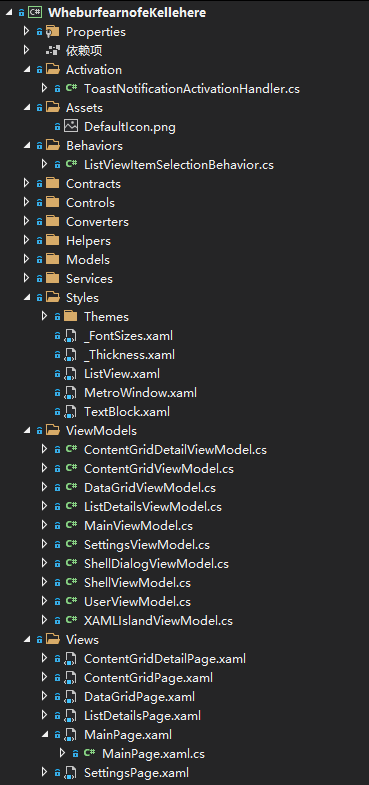 WheburfearnofeKellehere
Properties
依赖项
Activation
ToastNotificationActivationHandler.cs
Assets
DefaultIcon.png
Behaviors
ListViewItemSelectionBehavior.cs
Contracts
Controls
Converters
Helpers
Models
Services
Styles
Themes
_FontSizes.xaml
_Thickness.xaml
ListView.xaml
MetroWindow.xaml
TextBlock.xaml
ViewModels
ContentGridDetailViewModel.cs
ContentGridViewModel.cs
DataGridViewModel.cs
ListDetailsViewModel.cs
MainViewModel.cs
SettingsViewModel.cs
ShellDialogViewModel.cs
ShellViewModel.cs
UserViewModel.cs
XAMLIslandViewModel.cs
Views
ContentGridDetailPage.xaml
ContentGridPage.xaml
DataGridPage.xaml
ListDetailsPage.xaml
MainPage.xaml
MainPage.xaml.cs
SettingsPage.xaml